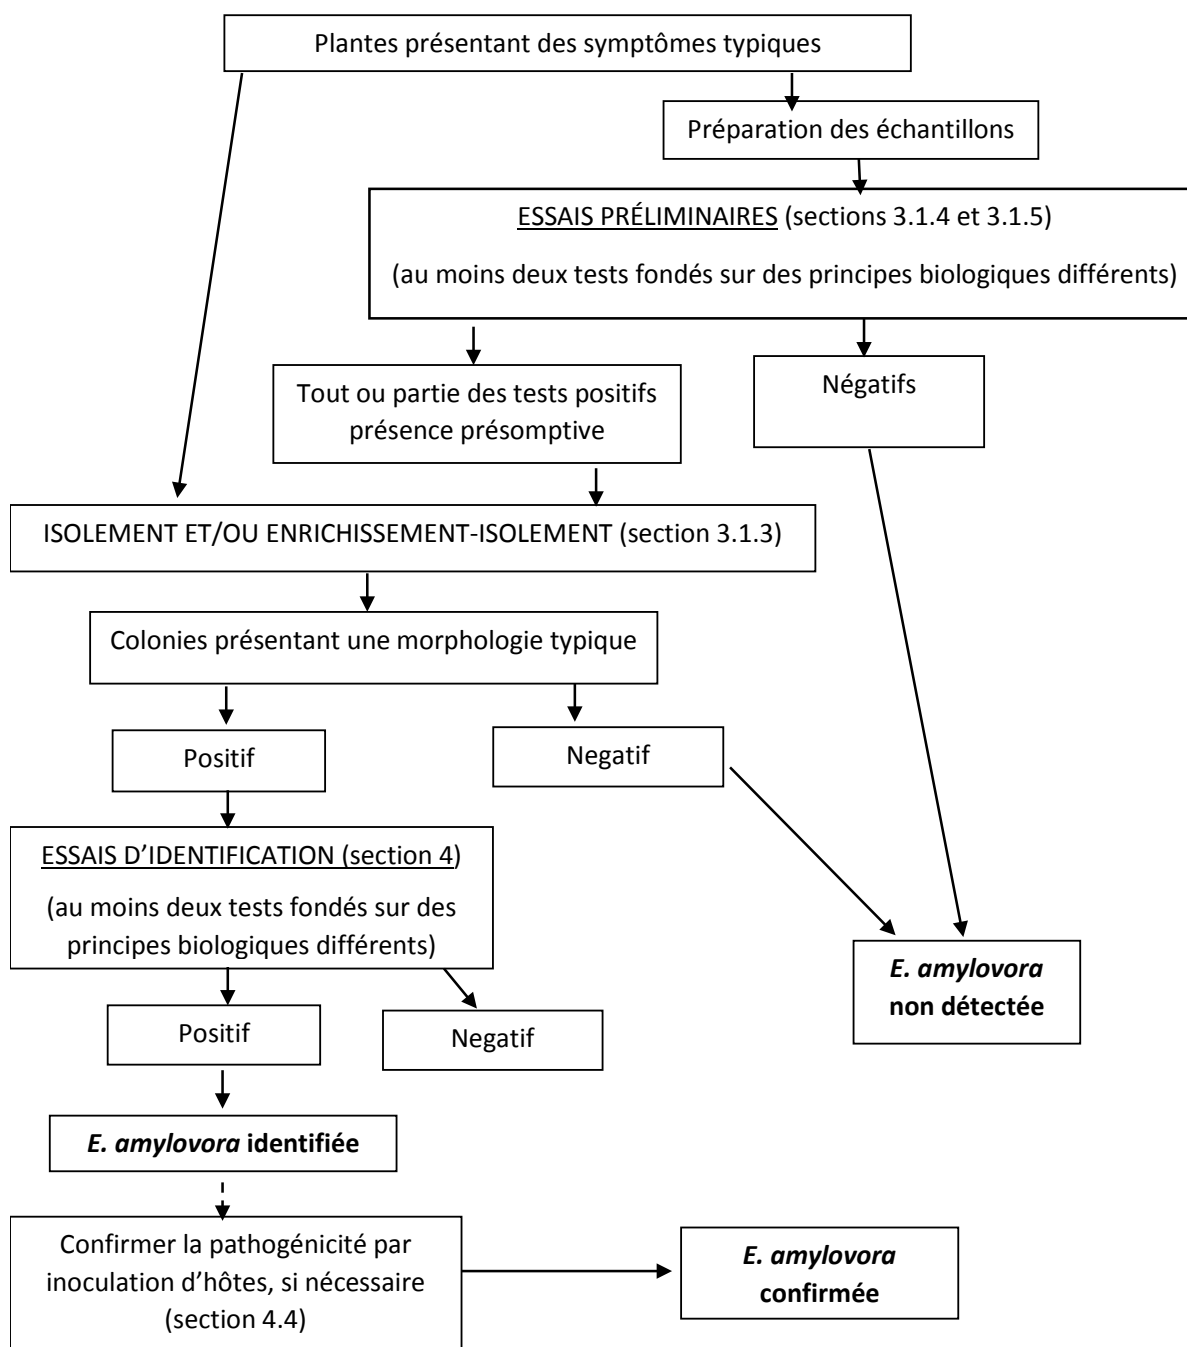 Plantes présentant des symptômes typiques
Préparation des échantillons
ESSAIS PRÉLIMINAIRES (sections 3.1.4 et 3.1.5)
(au moins deux tests fondés sur des principes biologiques différents)
Tout ou partie des tests positifs
présence présomptive
Négatifs
ISOLEMENT ET/OU ENRICHISSEMENT-ISOLEMENT (section 3.1.3)
Colonies présentant une morphologie typique
Positif
Negatif
ESSAIS D’IDENTIFICATION (section 4)
(au moins deux tests fondés sur des
principes biologiques différents)
E. amylovora
non détectée
Positif
Negatif
E. amylovora identifiée
Confirmer la pathogénicité par
inoculation d’hôtes, si nécessaire
(section 4.4)
E. amylovora
confirmée